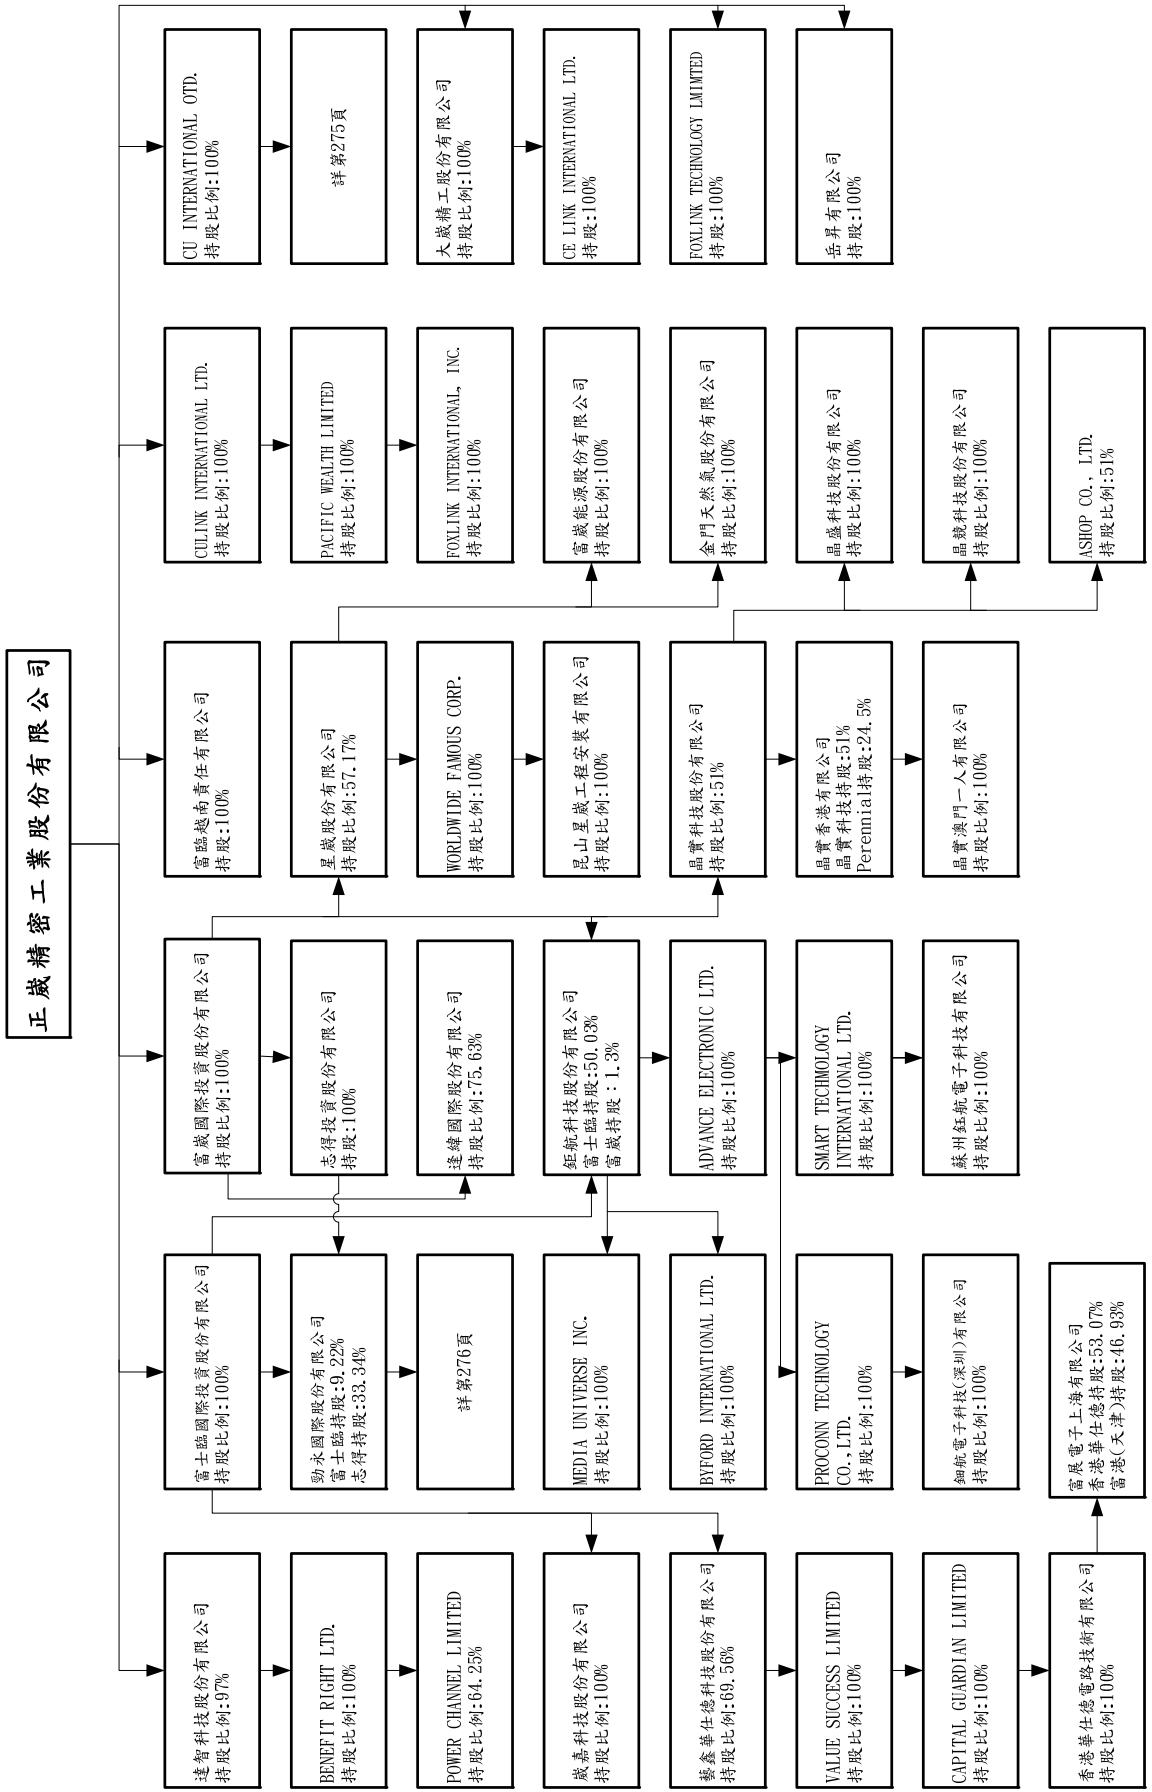 正崴精密工業股份有限公司
達智科技股份有限公司
持股比例:97%
BENEFIT RIGHT LTD.
持股比例:100%
POWER CHANNEL LIMITED
持股比例:64.25%
崴嘉科技股份有限公司
持股比例:100%
藝鑫華仕德科技股份有限公司
持股比例:69.56%
VALUE SUCCESS LIMITED
持股比例:100%
CAPITAL GUARDIAN LIMITED
持股比例:100%
香港華仕德電路技術有限公司
持股比例:100%
富士臨國際投資股份有限公司
持股比例:100%
勁永國際股份有限公司
富士臨持股:9.22%
志得持股:33.34%
詳第276頁
MEDIA UNIVERSE INC.
持股比例:100%
BYFORD INTERNATIONAL LTD.
持股比例:100%
PROCONN TECHNOLOGY
CO.,LTD.
持股比例:100%
鈿航電子科技(深圳)有限公司
持股比例:100%
富展電子上海有限公司
香港華仕德持股:53.07%
富港(天津)持股:46.93%
富崴國際投資股份有限公司
持股比例:100%
志得投資股份有限公司
持股:100%
逢緯國際股份有限公司
持股比例:75.63%
鉅航科技股份有限公司
富士臨持股:50.03%
富崴持股：1.3%
ADVANCE ELECTRONIC LTD.
持股比例:100%
SMART TECHMOLOGY
INTERNATIONAL LTD.
持股比例:100%
蘇州鈺航電子科技有限公司
持股比例:100%
富臨越南責任有限公司
持股:100%
星崴股份有限公司
持股比例:57.17%
WORLDWIDE FAMOUS CORP.
持股比例:100%
昆山星崴工程安裝有限公司
持股比例:100%
晶實科技股份有限公司
持股比例:51%
晶實香港有限公司
晶實科技持股:51%
Perennial持股:24.5%
晶實澳門一人有限公司
持股比例:100%
CULINK INTERNATIONAL LTD.
持股比例:100%
PACIFIC WEALTH LIMITED
持股比例:100%
FOXLINK INTERNATIONAL, INC.
持股比例:100%
富崴能源股份有限公司
持股比例:100%
金門天然氣股份有限公司
持股比例:100%
晶盛科技股份有限公司
持股比例:100%
晶競科技股份有限公司
持股比例:100%
ASHOP CO., LTD.
持股比例:51%
CU INTERNATIONAL OTD.
持股比例:100%
詳第275頁
大崴精工股份有限公司
持股比例:100%
CE LINK INTERNATIONAL LTD.
持股:100%
FOXLINK TECHNOLOGY LMIMTED
持股:100%
岳昇有限公司
持股:100%